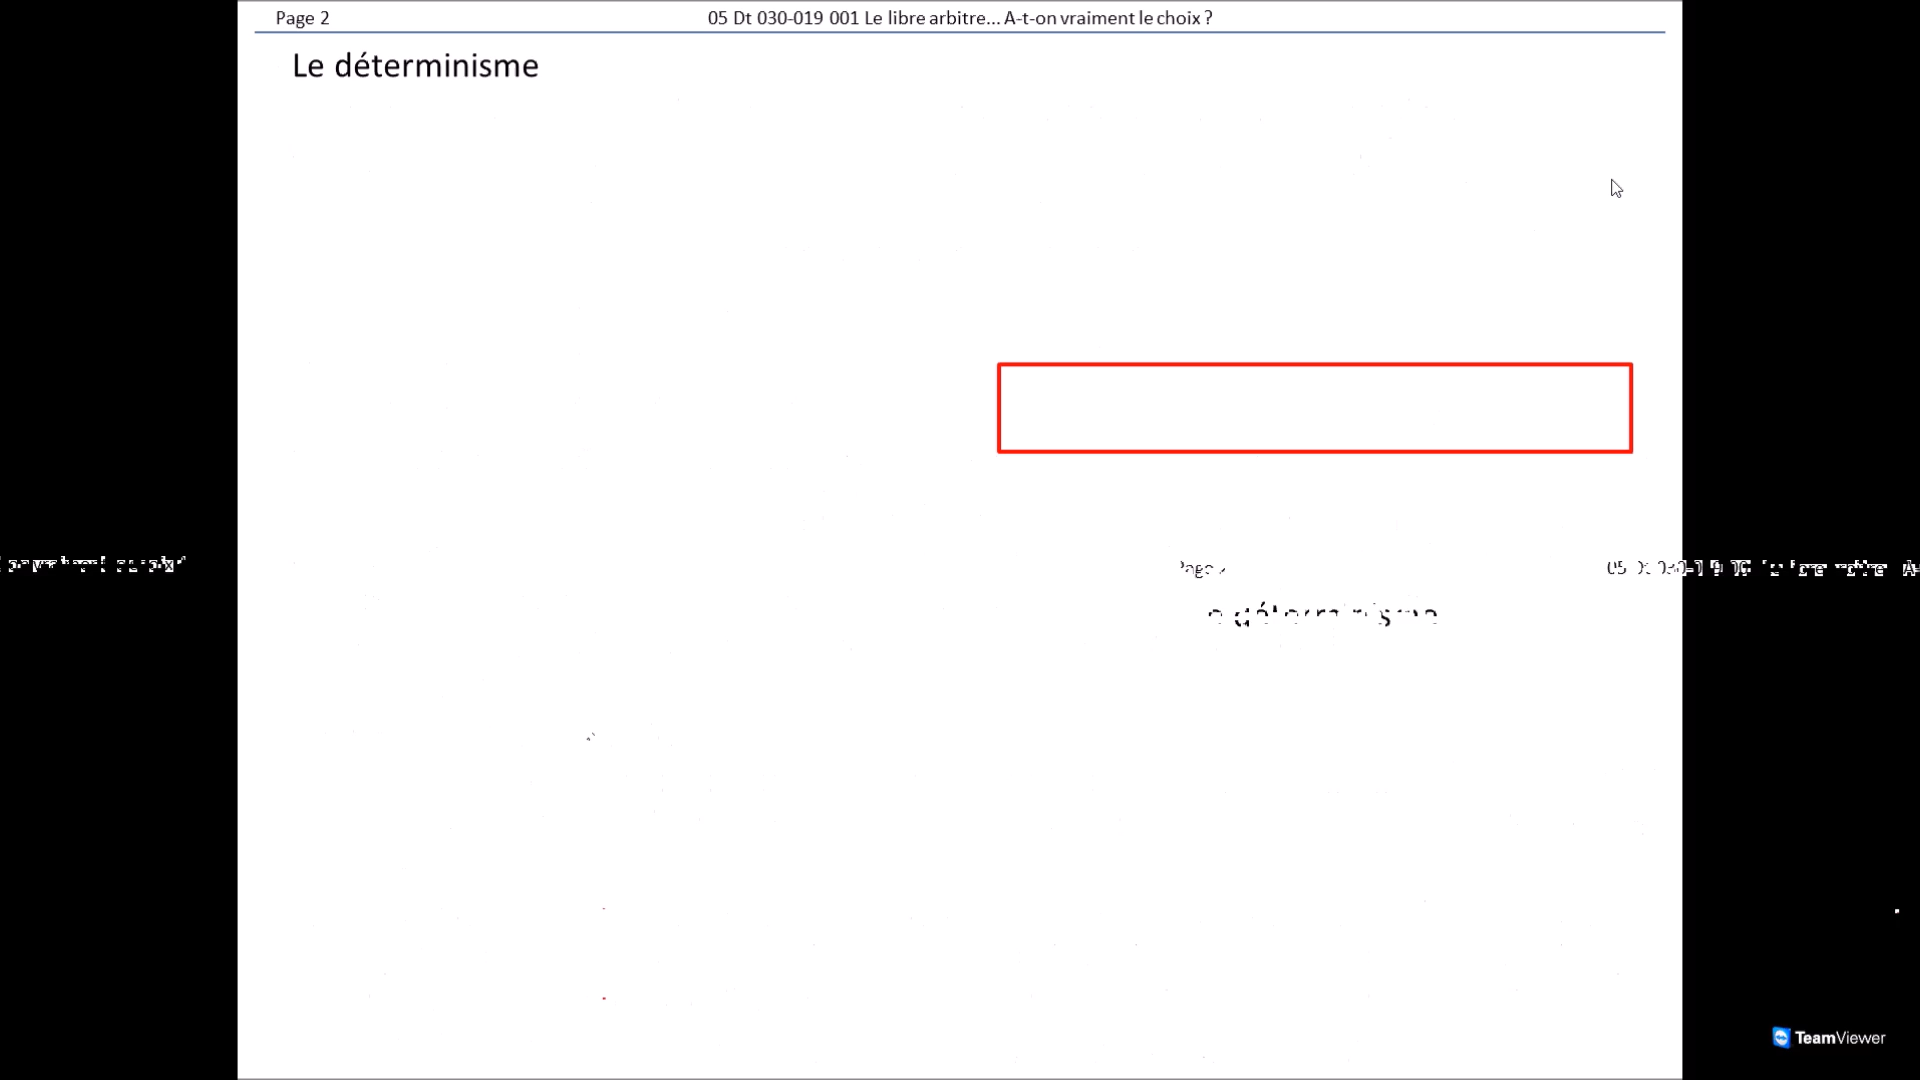 Page 2
05 Dt 030-019 001 Le libre arbitre... A-t-on vraiment le choix ?
Le déterminisme
TeamViewer